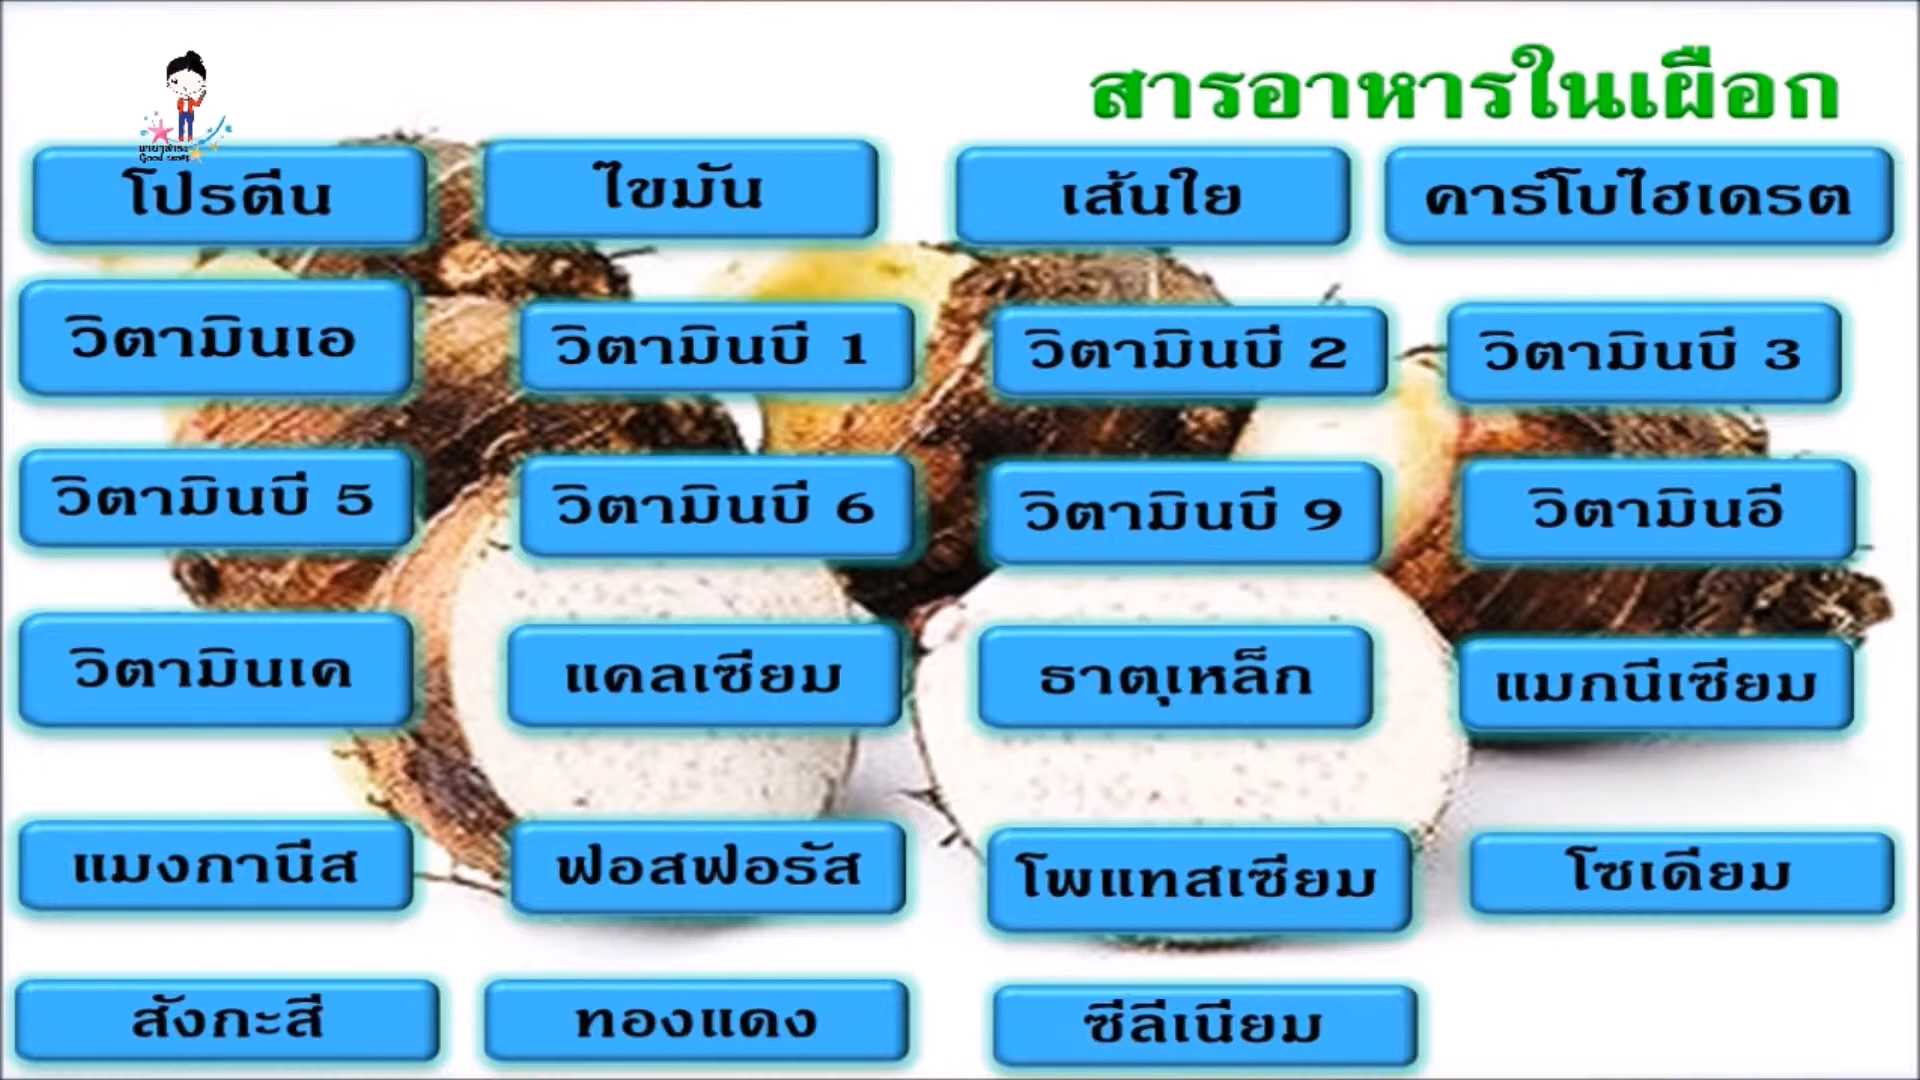 สารอาหารในเผือก
โปรตีน
ไขมัน
เส้นใย
คาร์โบไฮเดรต
วิตามินเอ
วิตามินบี 1
วิตามินบี 2
วิตามินบี 3
วิตามินบี 5
วิตามินบี 6
วิตามินบี 9
วิตามินอี
วิตามินเค
แคลเซียม
ธาตุเหล็ก
แมกนีเซียม
แมงกานีส
ฟอสฟอรัส
โพแทสเซียม
โซเดียม
สังกะสี
ทองแดง
ซีลีเนียม